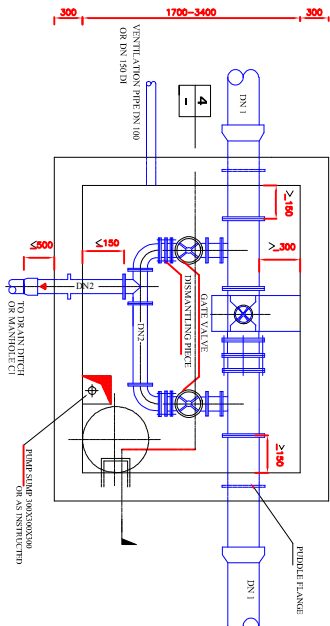 300
1700-3400
300
VENTILATION PIPE DN 100
OR DN 150 DI
DN 1
4
-
>150
>300
≤500
≤150
DN2
DN2
DISMANTLING PIECE
GATE VALVE
TO DRAIN DITCH
OR MANHOLE C1
≥150
PUMP SUMP 300X300X300
OR AS INSTRUCTED
PUDDLE FLANGE
DN 1